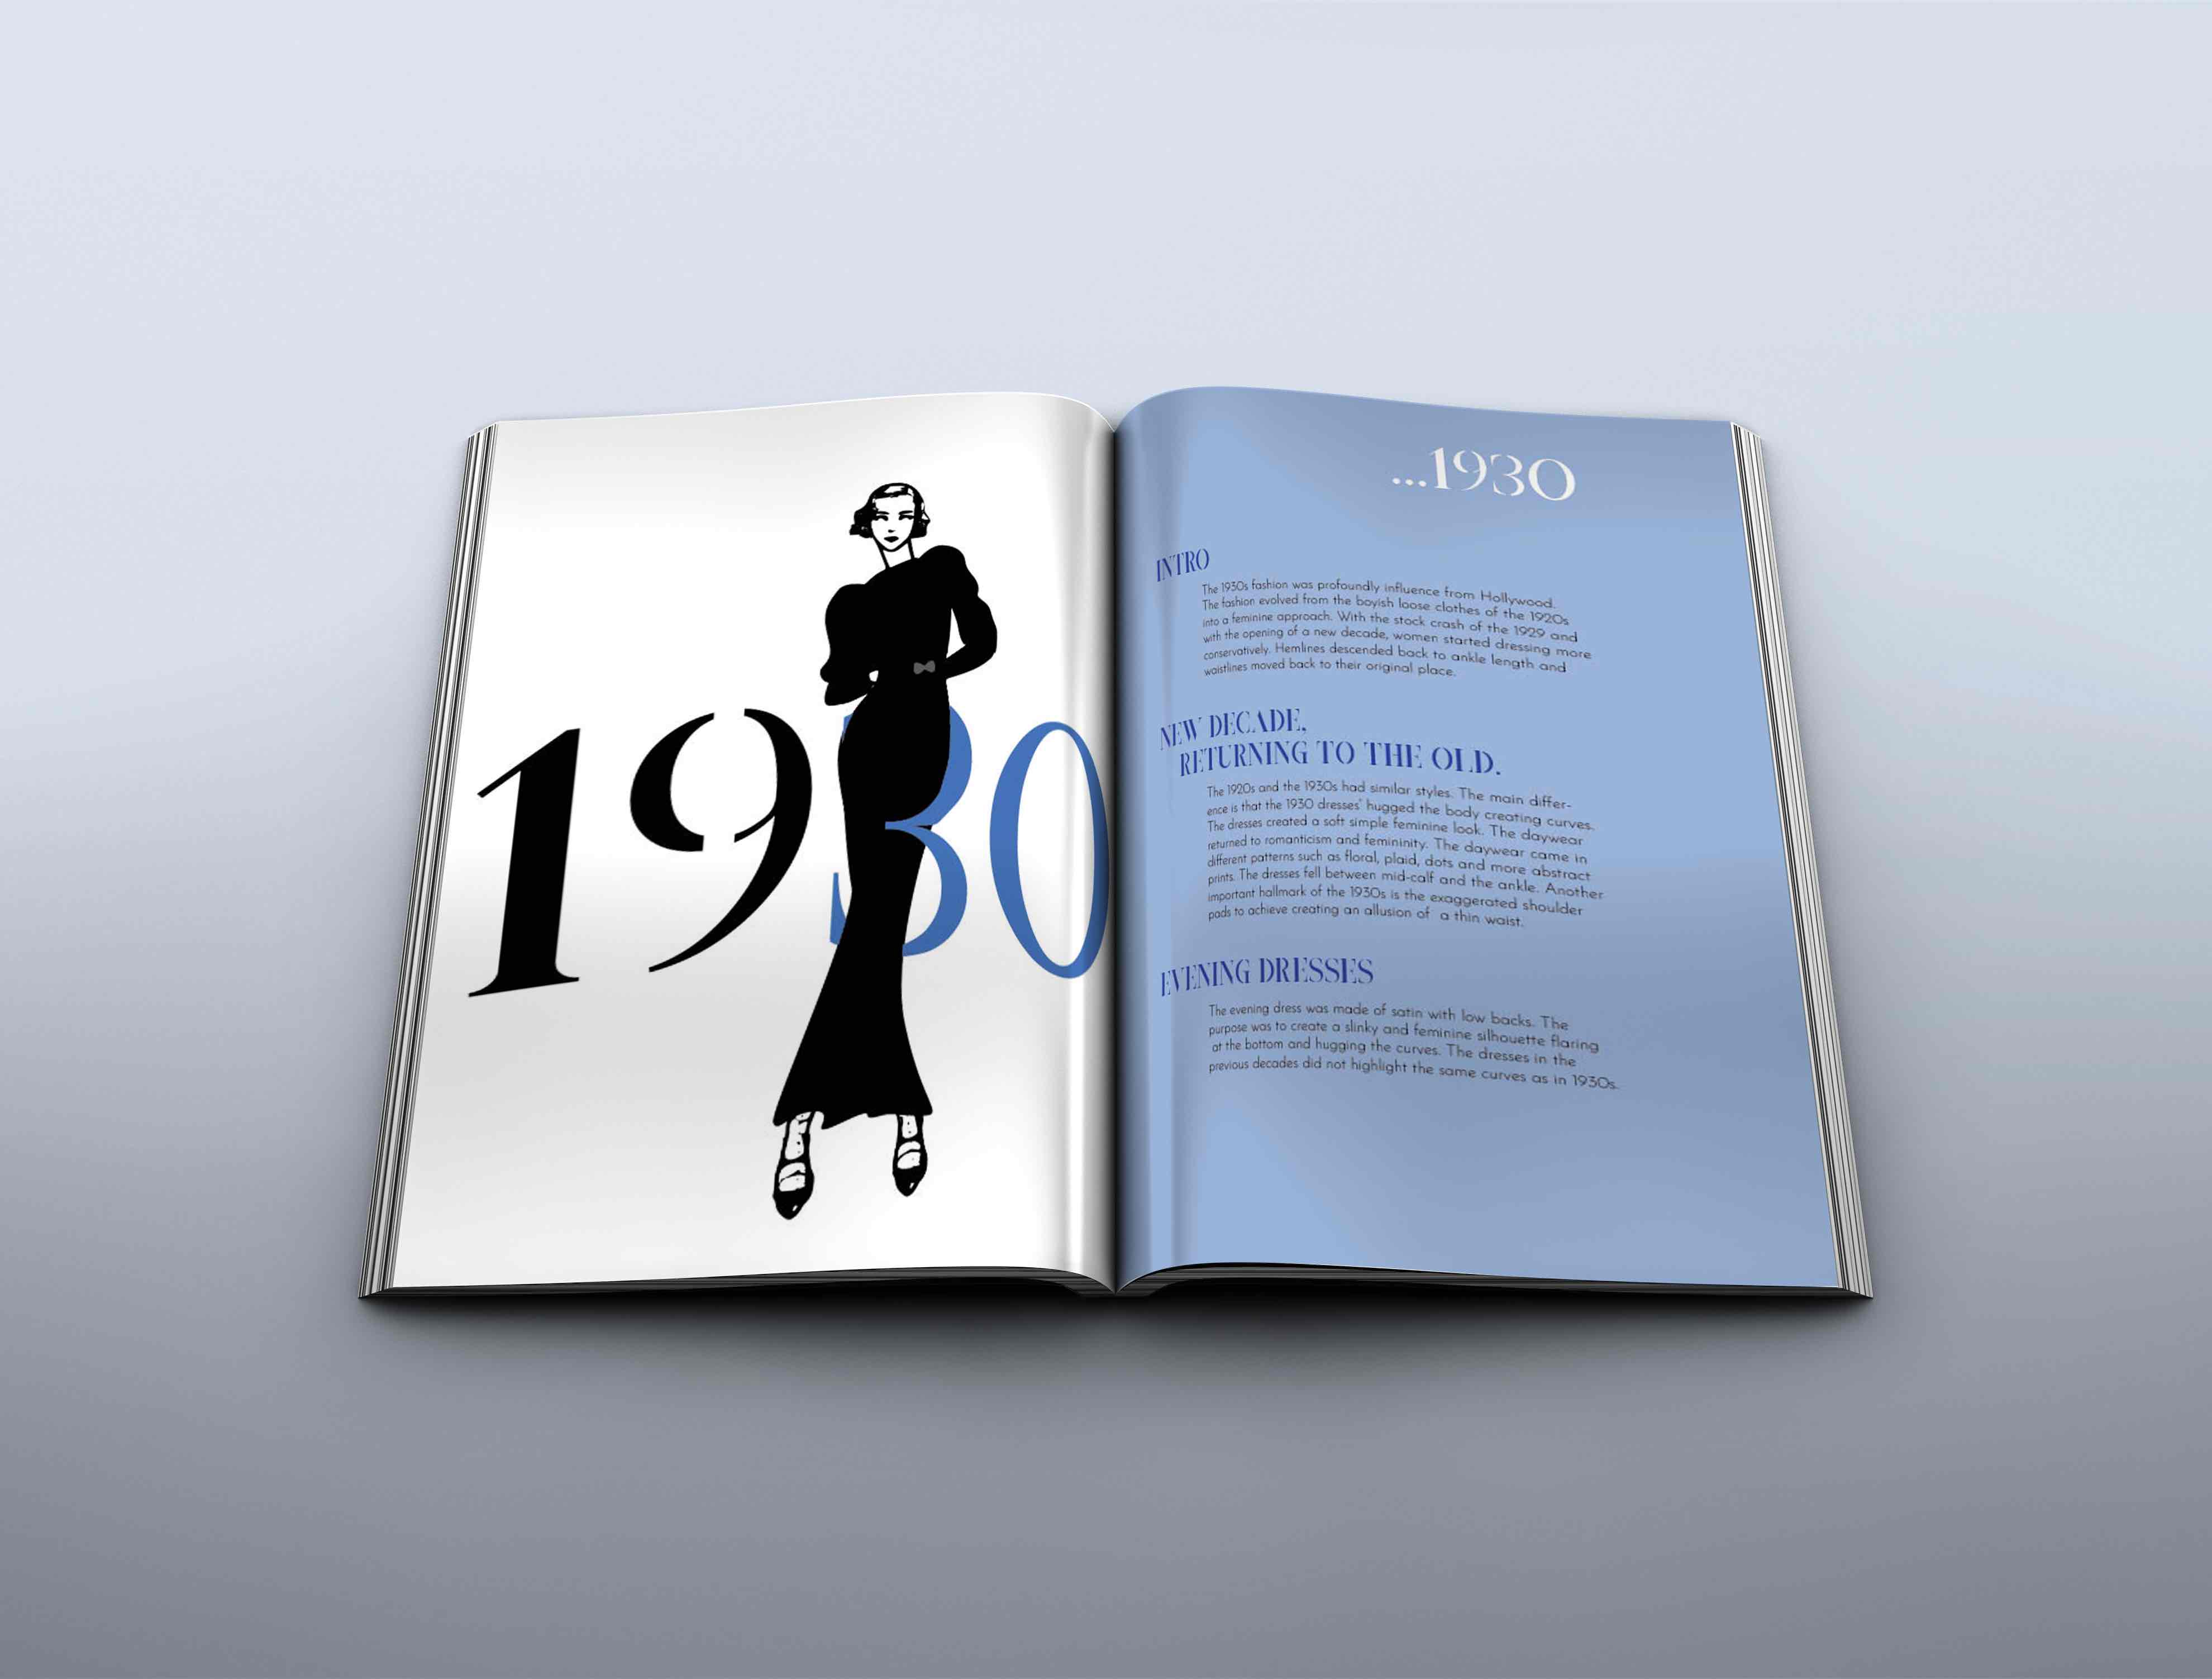 1930
...1930
INTRO
The 1930s fashion was profoundly influence from Hollywood.
The fashion evolved from the boyish loose clothes of the 1920s
into a feminine approach. With the stock crash of the 1929 and
with the opening of a new decade, women started dressing more
conservatively. Hemlines descended back to ankle length and
waistlines moved back to their original place.
NEW DECADE,
RETURNING TO THE OLD.
The 1920s and the 1930s had similar styles. The main differ-
ence is that the 1930 dresses' hugged the body creating curves.
The dresses created a soft simple feminine look. The daywear
returned to romanticism and femininity. The daywear came in
different patterns such as floral, plaid, dots and more abstract
prints. The dresses fell between mid-calf and the ankle. Another
important hallmark of the 1930s is the exaggerated shoulder
pads to achieve creating an allusion of a thin waist.
EVENING DRESSES
The evening dress was made of satin with low backs. The
purpose was to create a slinky and feminine silhouette flaring
at the bottom and hugging the curves. The dresses in the
previous decades did not highlight the same curves as in 1930s.